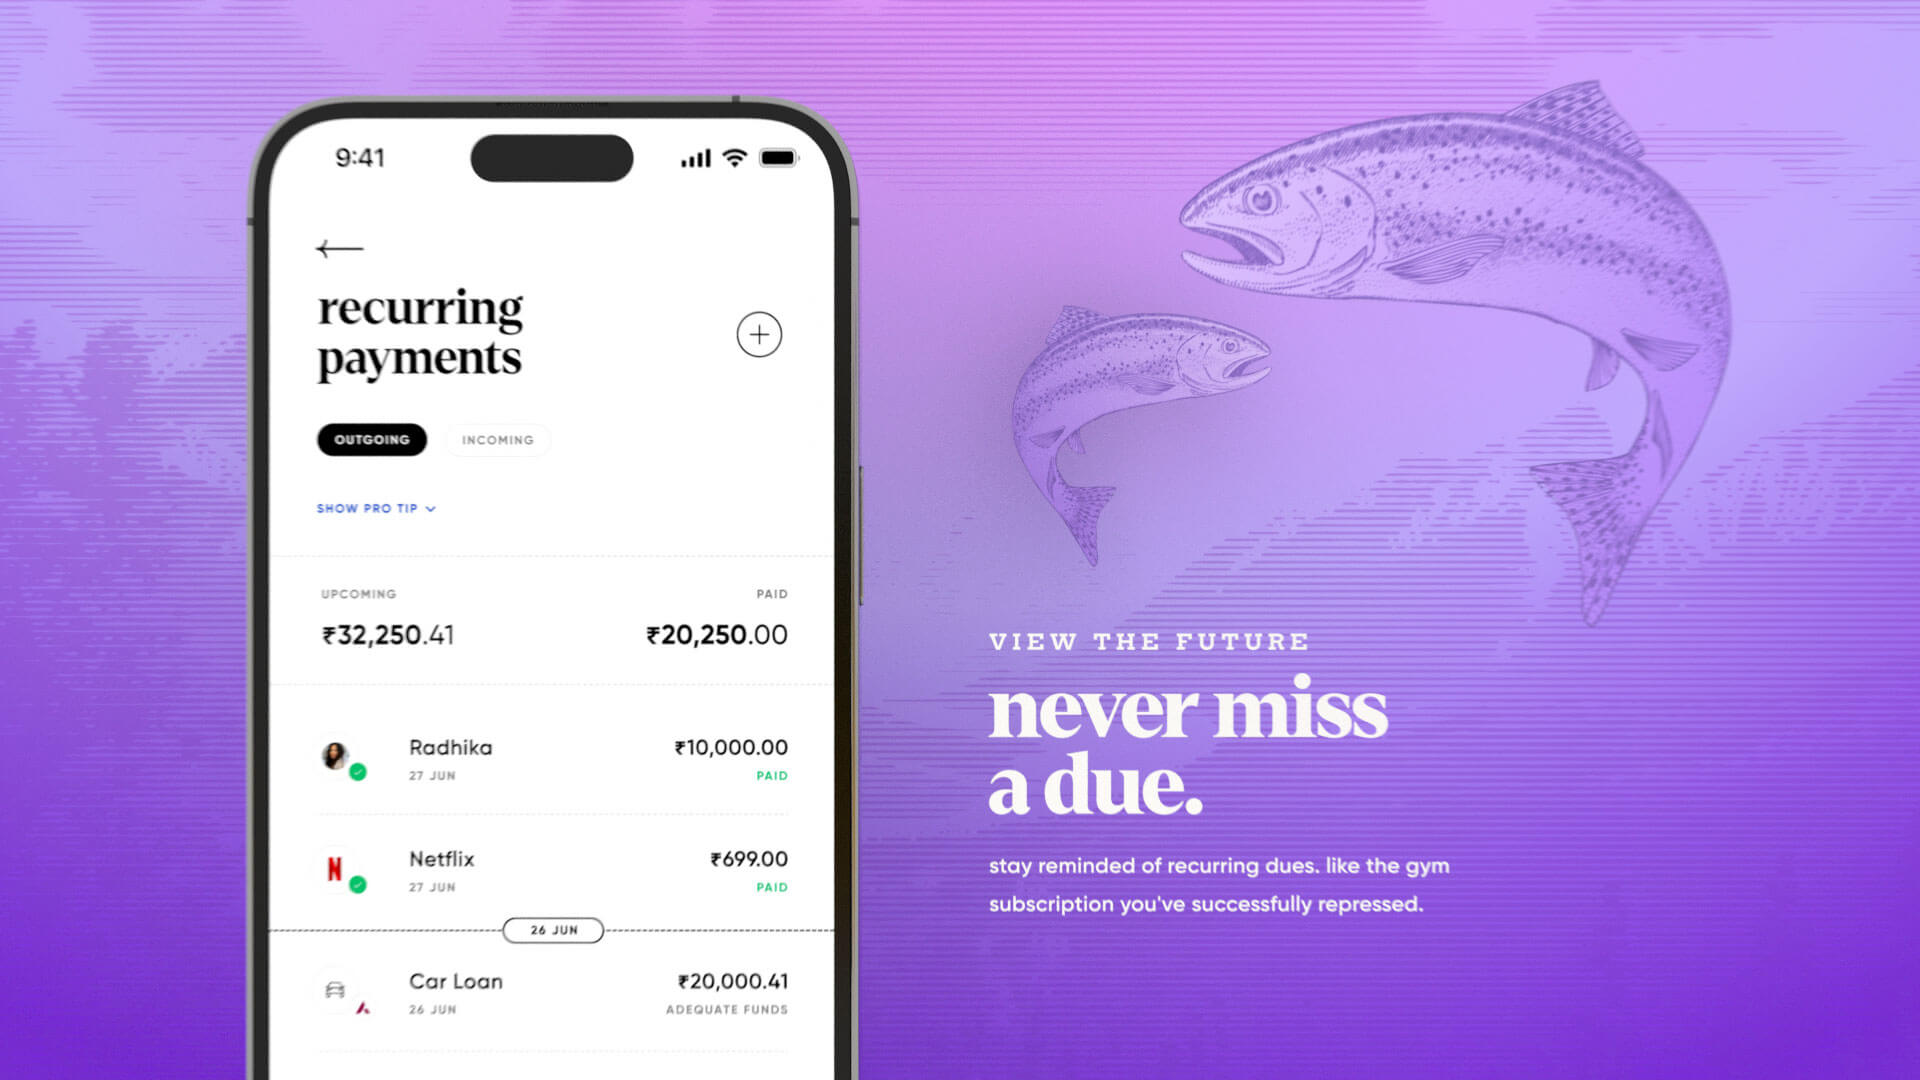 9:41
recurring
payments
OUTGOING
INCOMING
SHOW PRO TIP
UPCOMING
PAID
₹32,250.41
₹20,250.00
Radhika
₹10,000.00
27 JUN
PAID
N
Netflix
₹699.00
27 JUN
PAID
26 JUN
Car Loan
₹20,000.41
26 JUN
ADEQUATE FUNDS
VIEW THE FUTURE
never miss
a due.
stay reminded of recurring dues. like the gym
subscription you've successfully repressed.